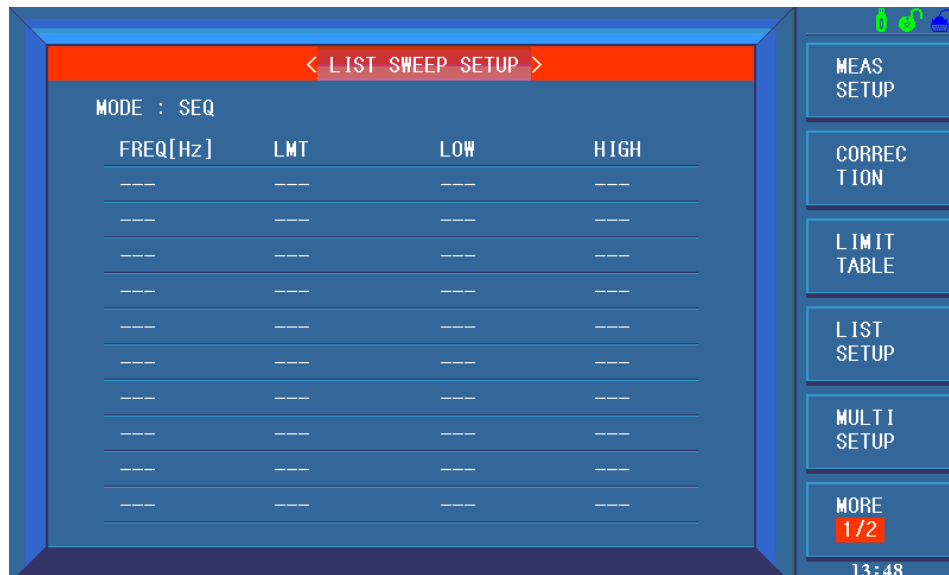 < LIST SWEEP SETUP >
MODE : SEQ
FREQ[Hz] LMT LOW HIGH
--- --- --- ---
--- --- --- ---
--- --- --- ---
--- --- --- ---
--- --- --- ---
--- --- --- ---
--- --- --- ---
--- --- --- ---
--- --- --- ---
--- --- --- ---
MEAS
SETUP
CORREC
TION
LIMIT
TABLE
LIST
SETUP
MULTI
SETUP
MORE
1/2
13:48